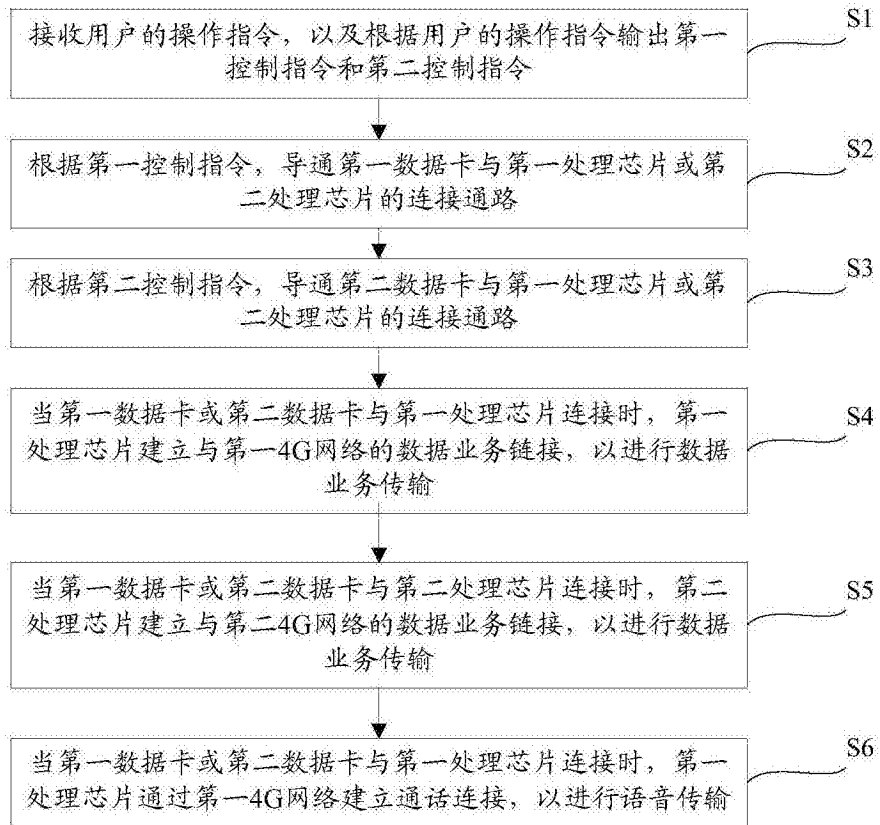 接收用户的操作指令，以及根据用户的操作指令输出第一
控制指令和第二控制指令
S1
根据第一控制指令，导通第一数据卡与第一处理芯片或第
二处理芯片的连接通路
S2
根据第二控制指令，导通第二数据卡与第一处理芯片或第
二处理芯片的连接通路
S3
当第一数据卡或第二数据卡与第一处理芯片连接时，第一
处理芯片建立与第一4G网络的数据业务链接，以进行数据
业务传输
S4
当第一数据卡或第二数据卡与第二处理芯片连接时，第二
处理芯片建立与第二4G网络的数据业务链接，以进行数据
业务传输
S5
当第一数据卡或第二数据卡与第一处理芯片连接时，第一
处理芯片通过第一4G网络建立通话连接，以进行语音传输
S6